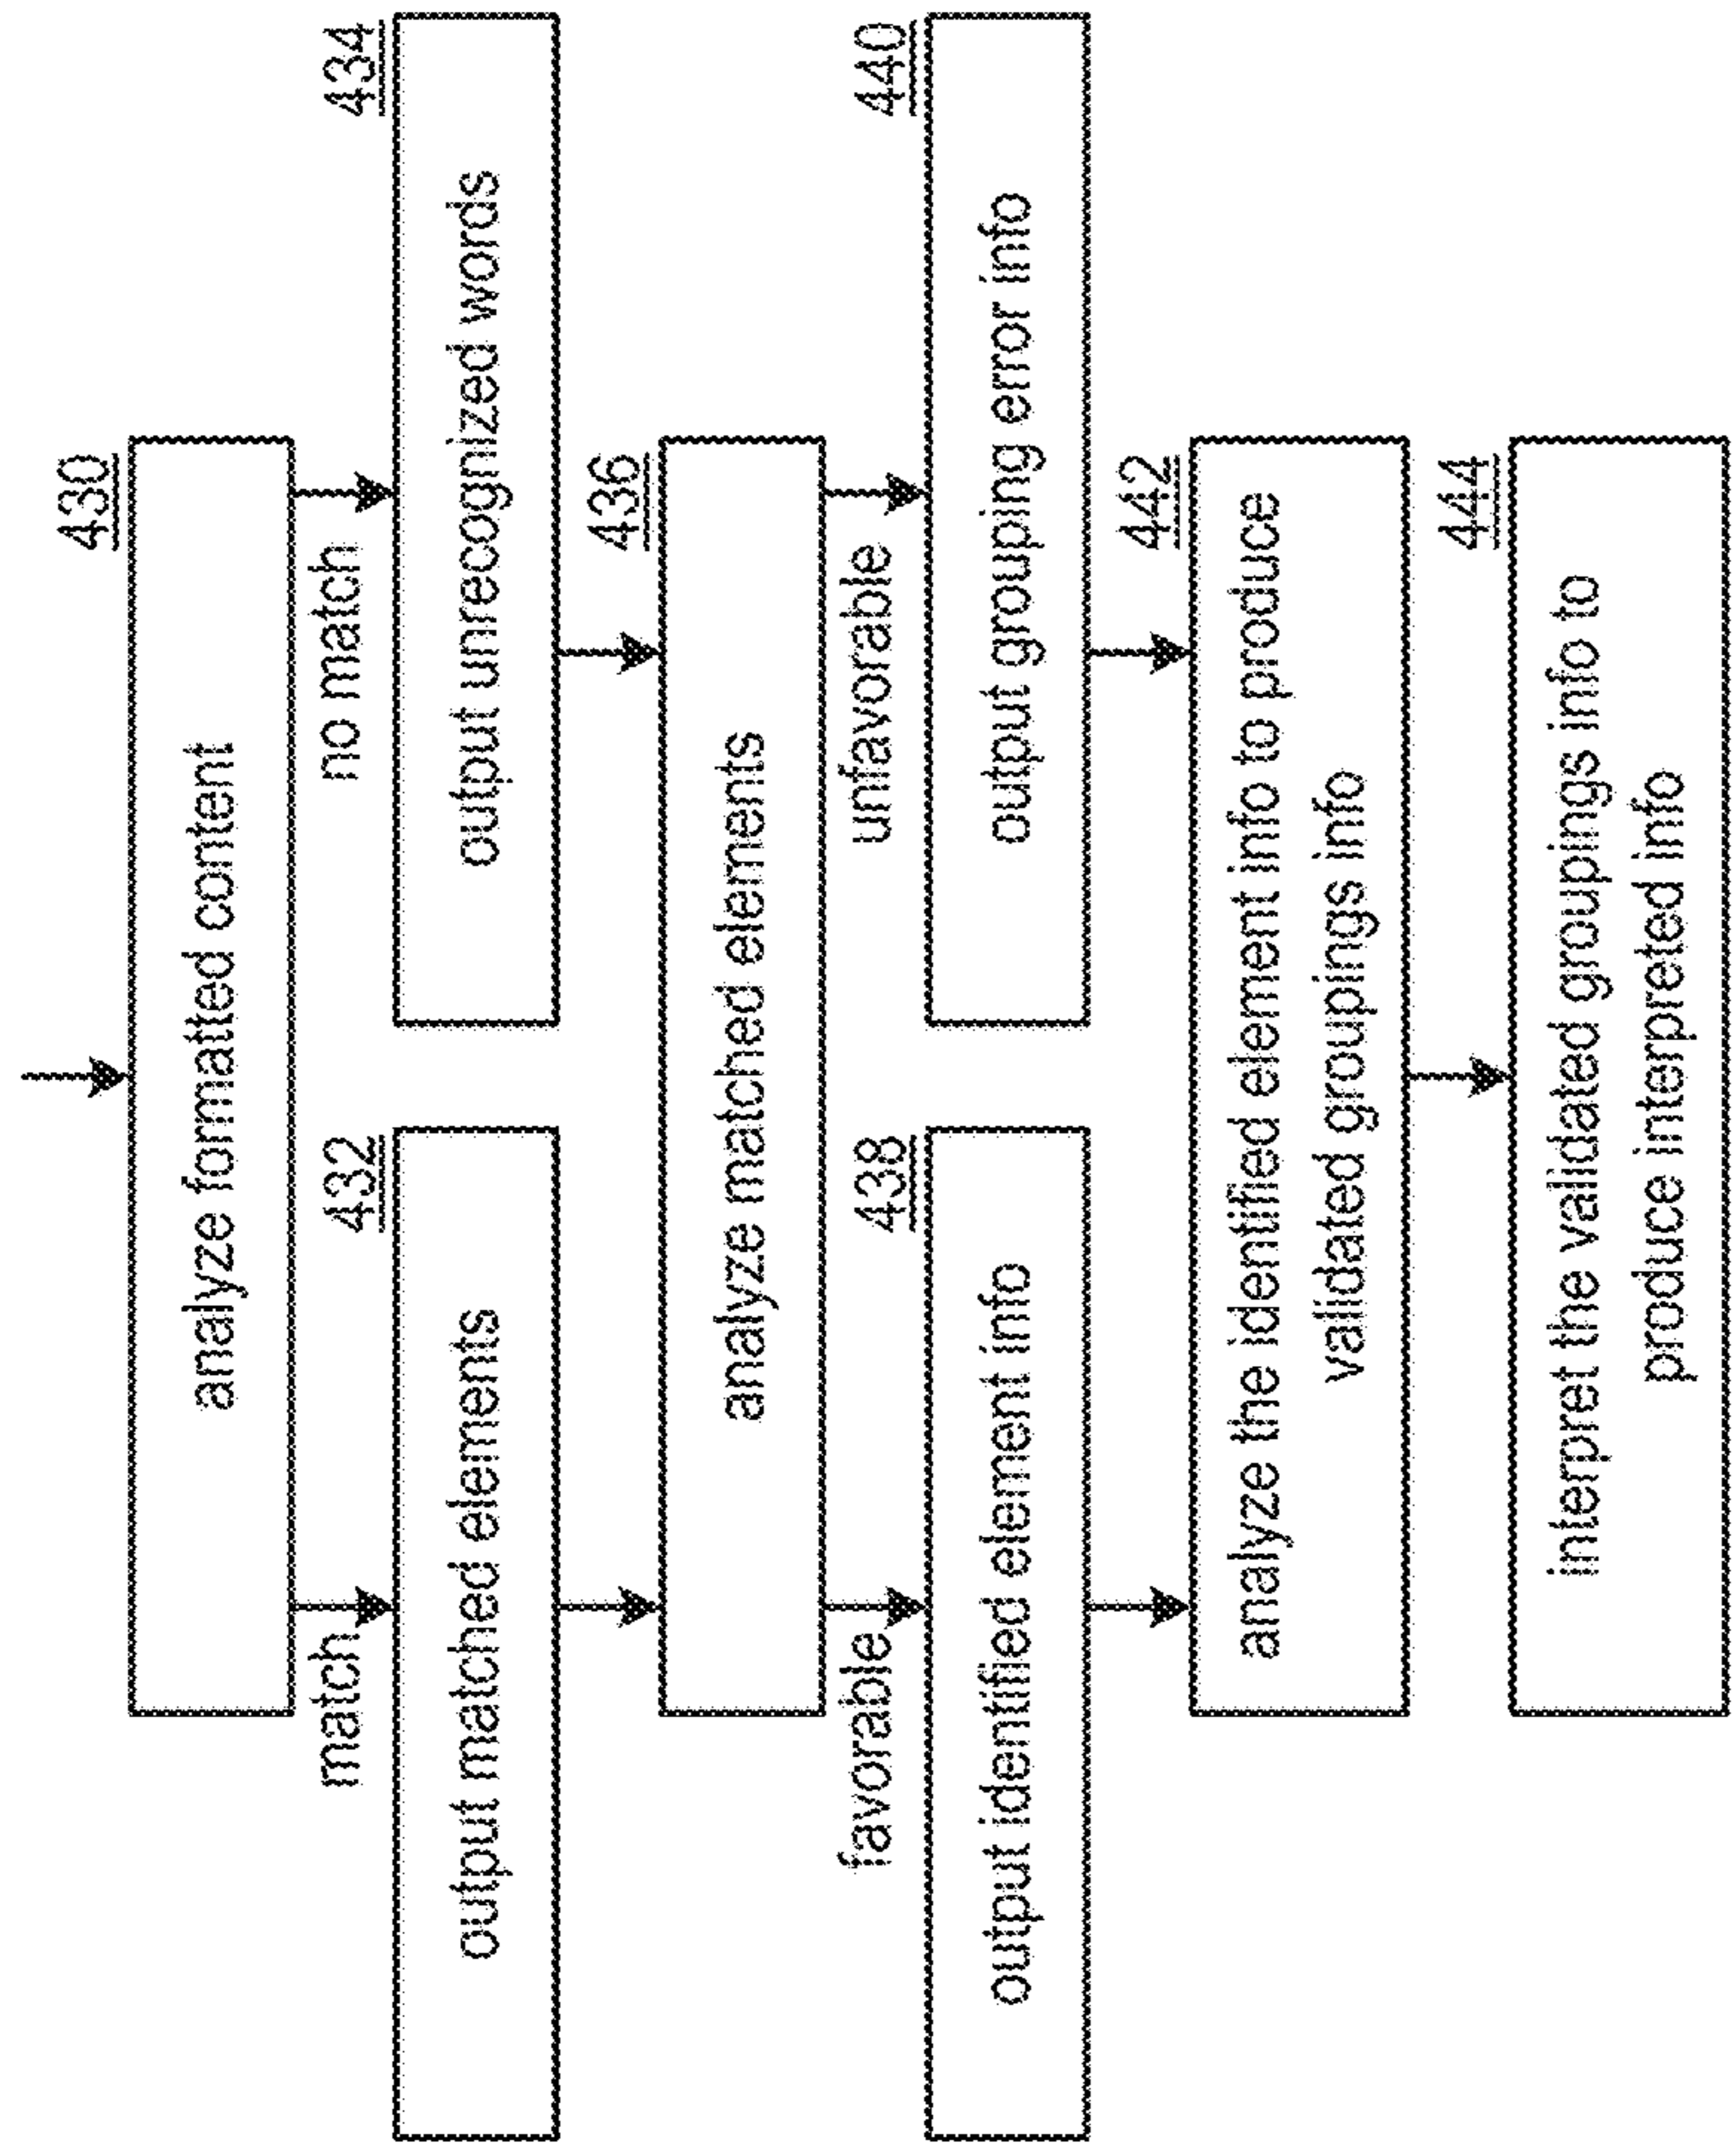 430
analyze formatted content
match
no match
432
output matched elements
434
output unrecognized words
436
analyze matched elements
favorable
unfavorable
438
output identified element info
440
output grouping error info
442
analyze the identified element info to produce
validated groupings info
444
interpret the validated groupings info to
produce interpreted info